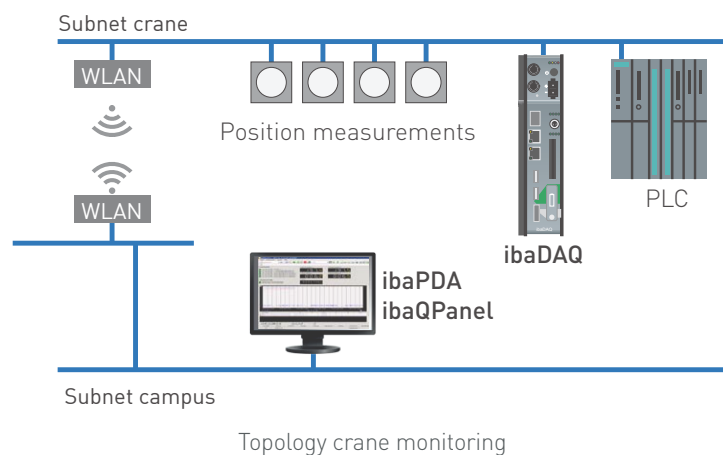 Subnet crane
WLAN
Position measurements
WLAN
PLC
ibaDAQ
ibaPDA
ibaQPanel
Subnet campus
Topology crane monitoring